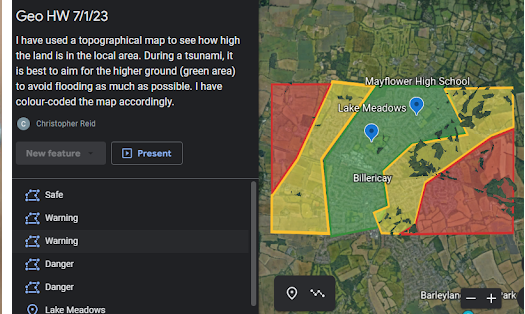 Geo HW 7/1/23
I have used a topographical map to see how high
the land is in the local area. During a tsunami, it
is best to aim for the higher ground (green area)
to avoid flooding as much as possible. I have
colour-coded the map accordingly.
C Christopher Reid
New feature
Present
Safe
Warning
Warning
Danger
Danger
Lake Meadows
Mayflower High School
Lake Meadows
Billericay
Barleylan
ark